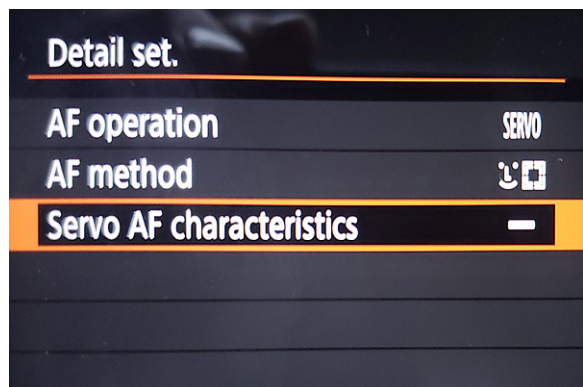 Detail set.
AF operation SERVO
AF method
Servo AF characteristics